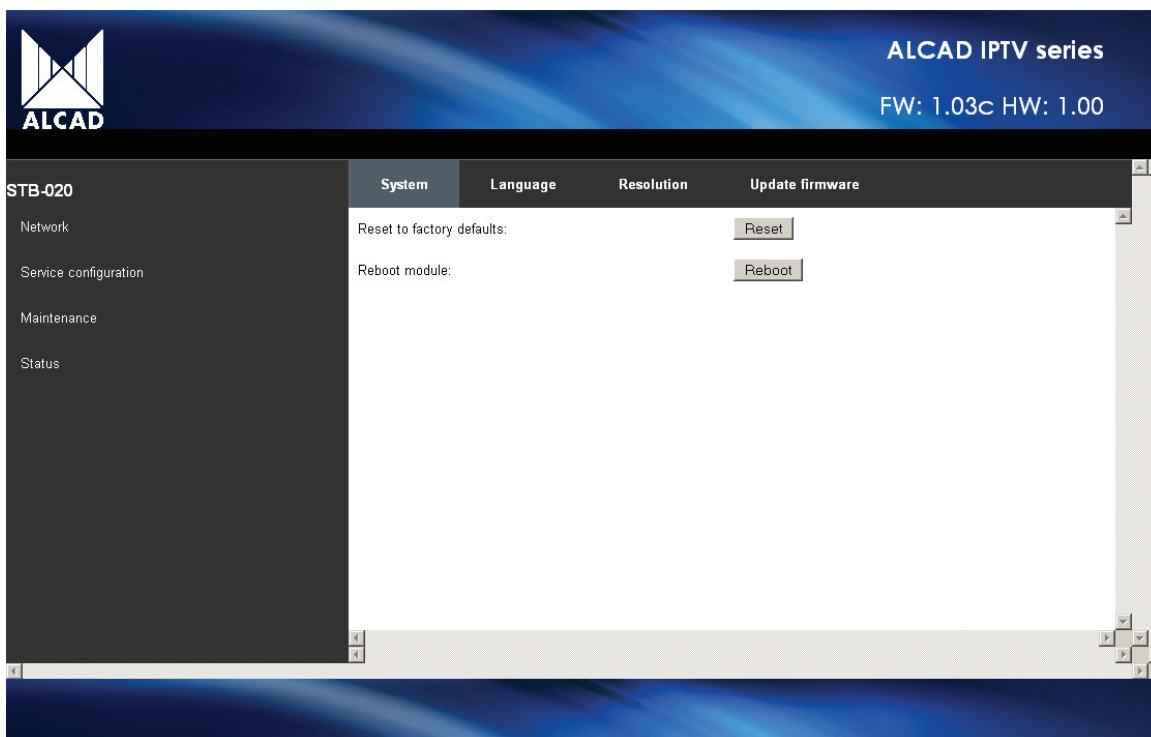 ALCAD
ALCAD IPTV series
FW: 1.03c HW: 1.00
STB-020
Network
Service configuration
Maintenance
Status
System Language Resolution Update firmware
Reset to factory defaults: Reset
Reboot module: Reboot